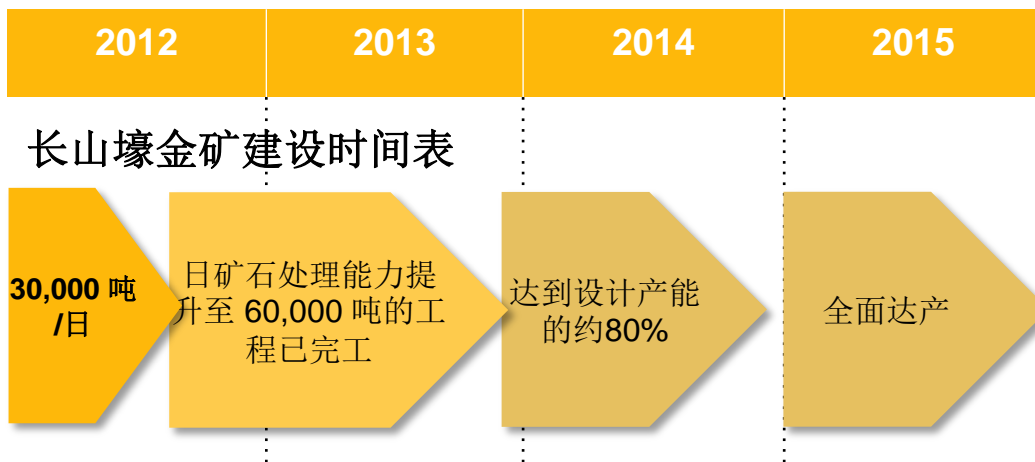 2012
2013
2014
2015
长山壕金矿建设时间表
30,000 吨
/日
日矿石处理能力提
升至 60,000 吨的工
程已完工
达到设计产能
的约80%
全面达产